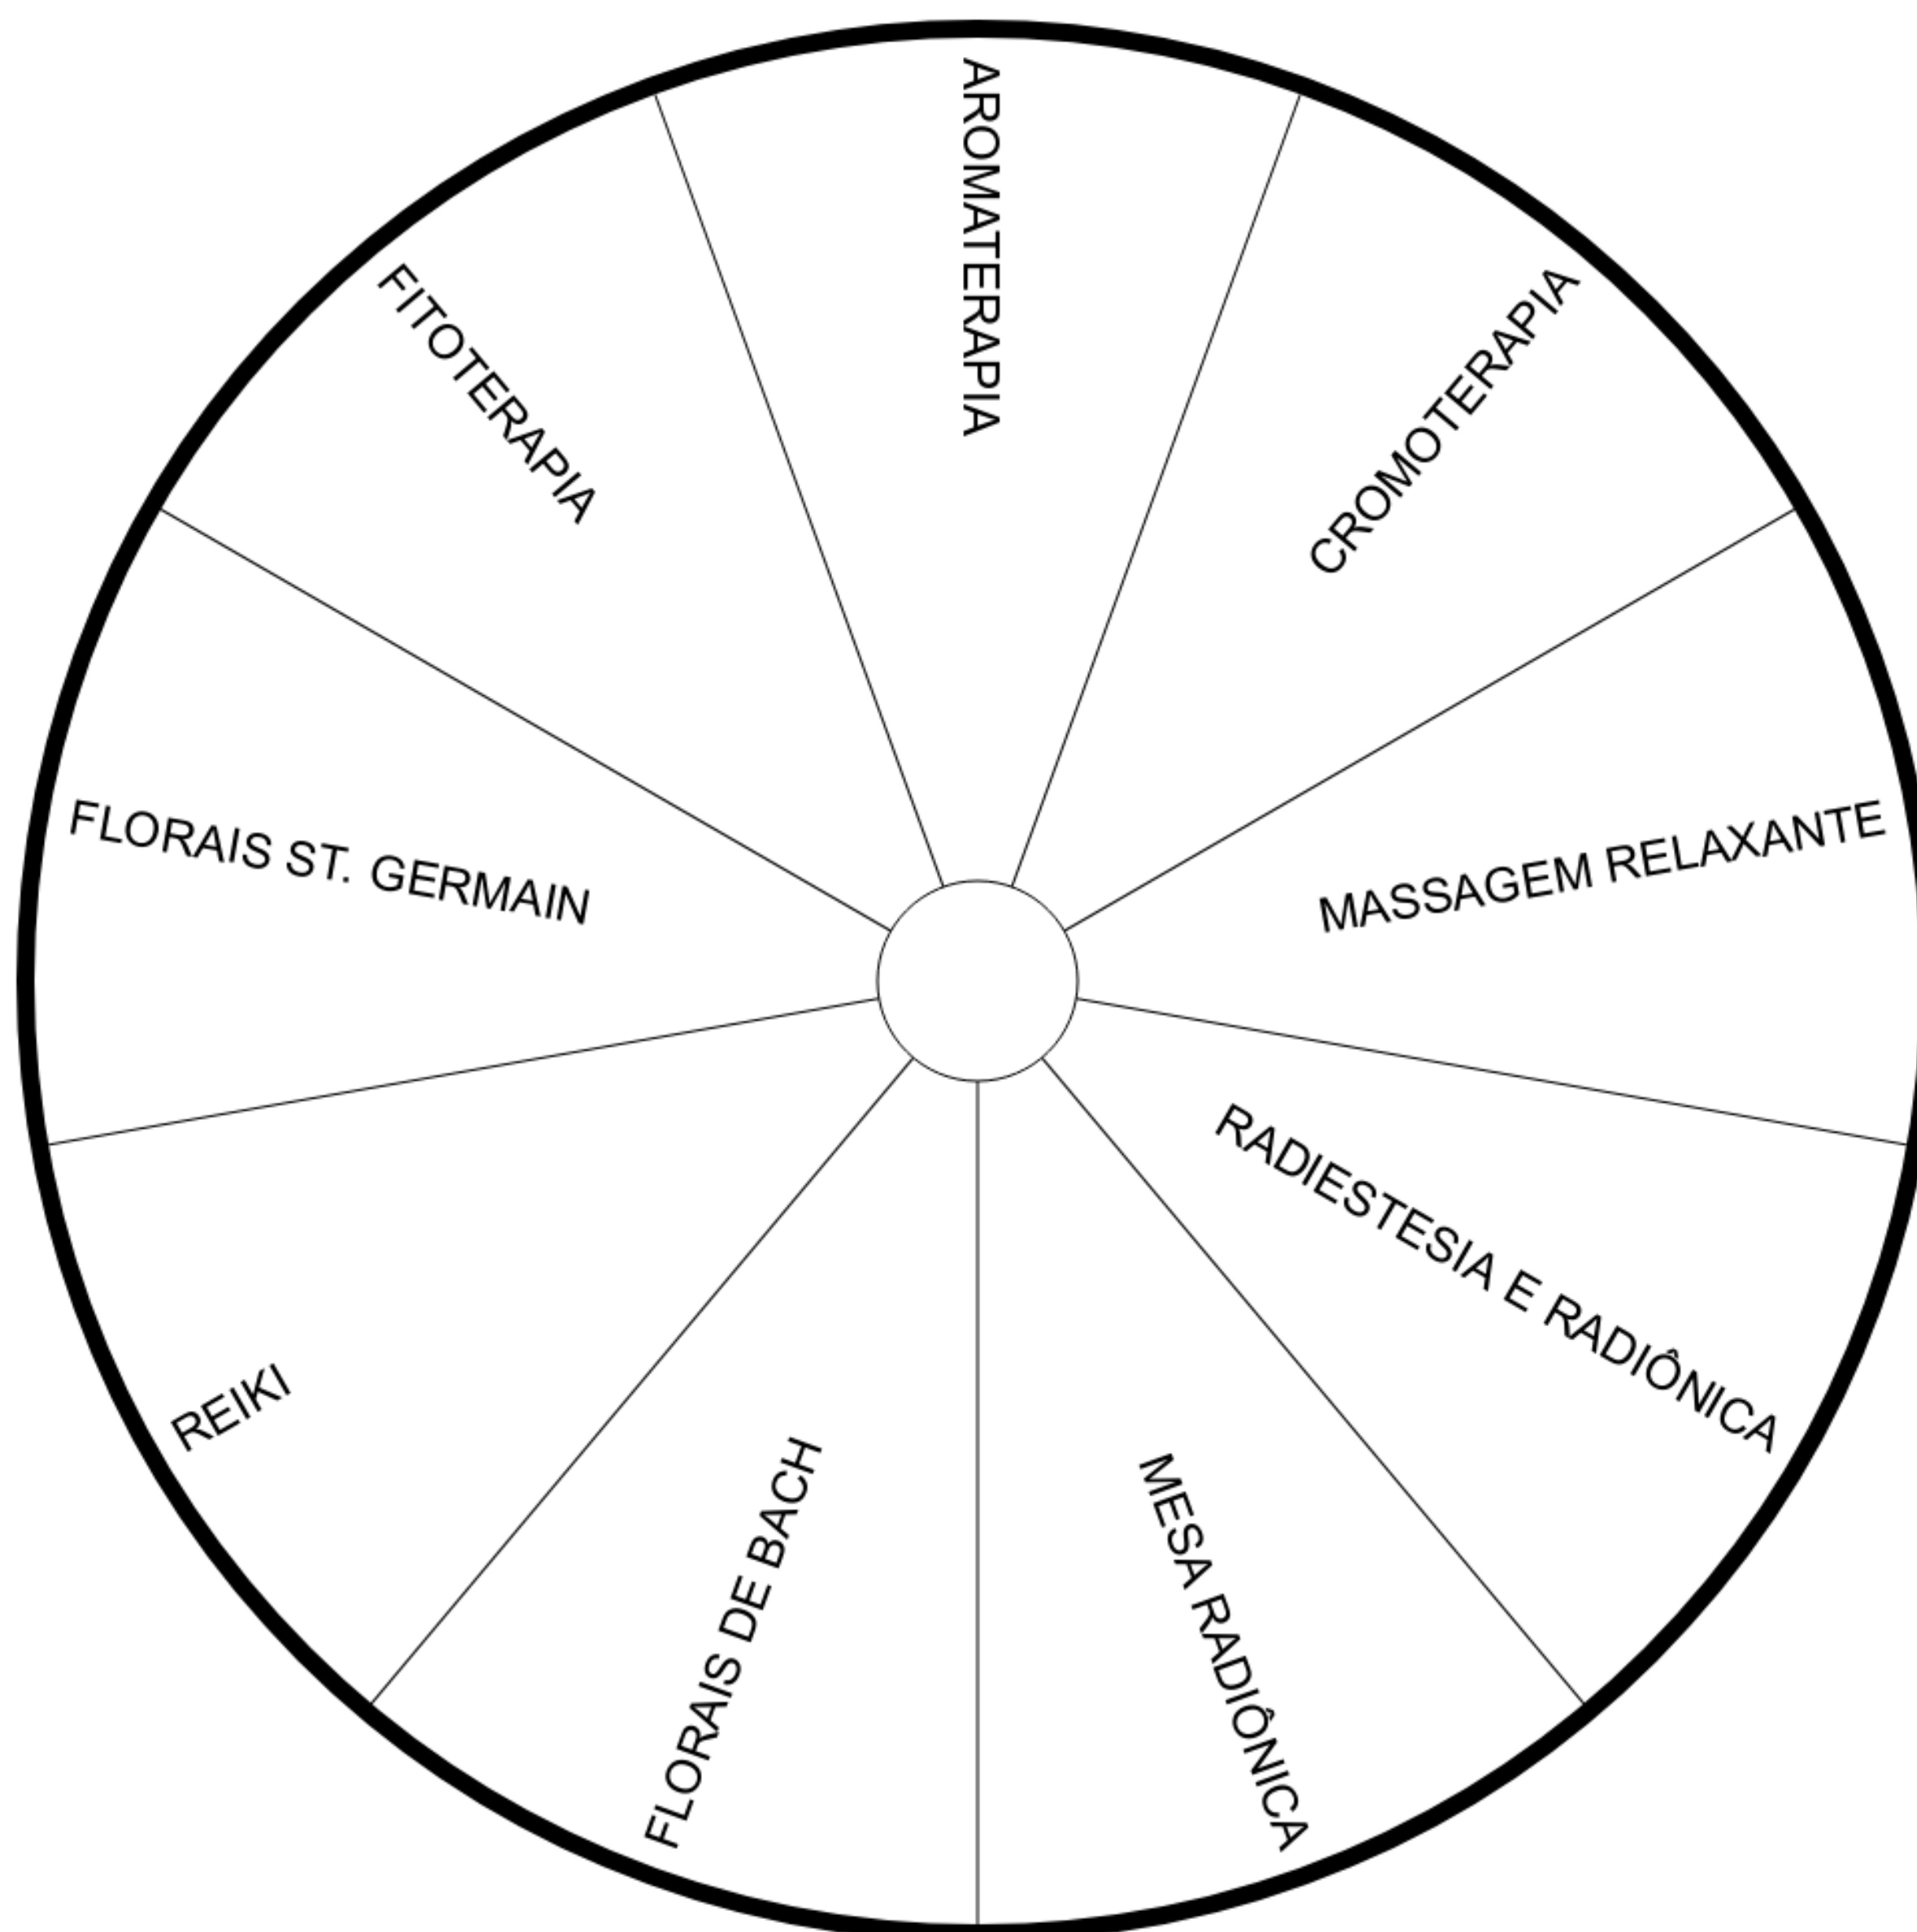 AROMATERAPIA
CROMOTERAPIA
MASSAGEM RELAXANTE
RADIESTESIA E RADIÔNICA
MESA RADIÔNICA
FLORAIS DE BACH
REIKI
FLORAIS ST. GERMAIN
FITOTERAPIA